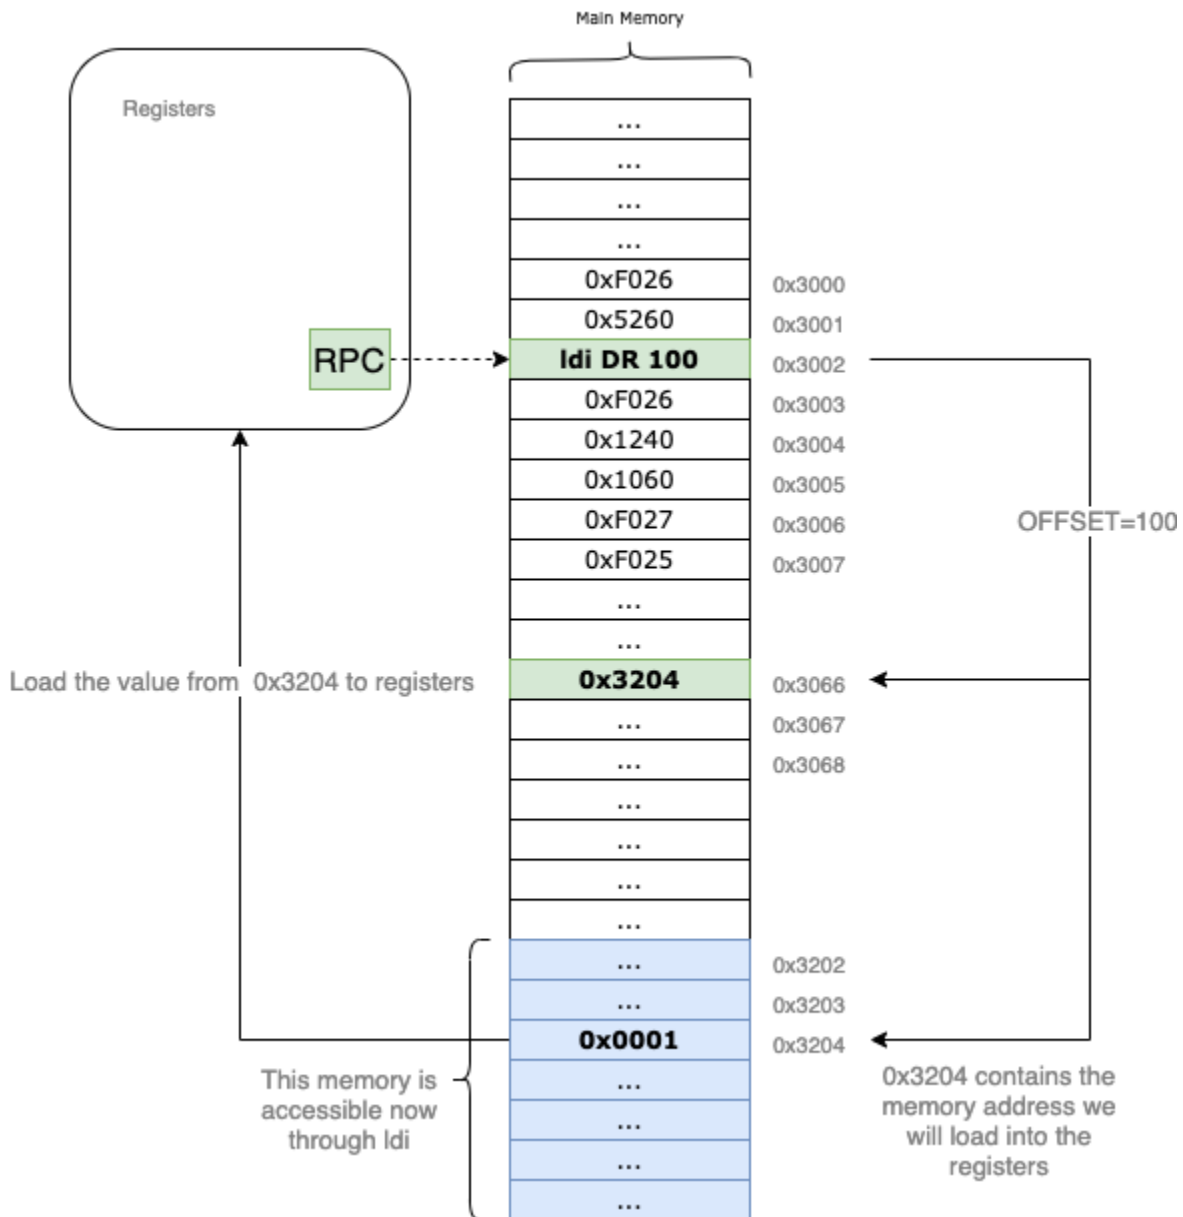 Main Memory
Registers
...
...
...
...
0xF026 0x3000
0x5260 0x3001
RPC ldi DR 100 0x3002
0xF026 0x3003
0x1240 0x3004
0x1060 0x3005
0xF027 0x3006
OFFSET=100
0xF025 0x3007
...
...
Load the value from 0x3204 to registers
0x3204 0x3066
... 0x3067
... 0x3068
...
...
...
...
... 0x3202
... 0x3203
0x0001 0x3204
This memory is
accessible now
through ldi
...
...
...
...
0x3204 contains the
memory address we
will load into the
registers